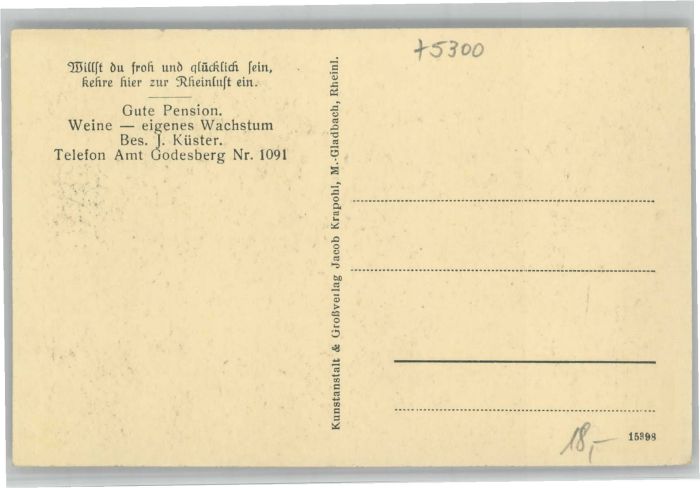 Willst du froh und glücklich sein,
kehre hier zur Rheinlust ein.
Gute Pension.
Weine — eigenes Wachstum
Bes. J. Küster.
Telefon Amt Godesberg Nr. 1091
Kunstanstalt & Großverlag Jacob Krapohl, M.-Gladbach, Rheinl.
+5300
18,-
15398